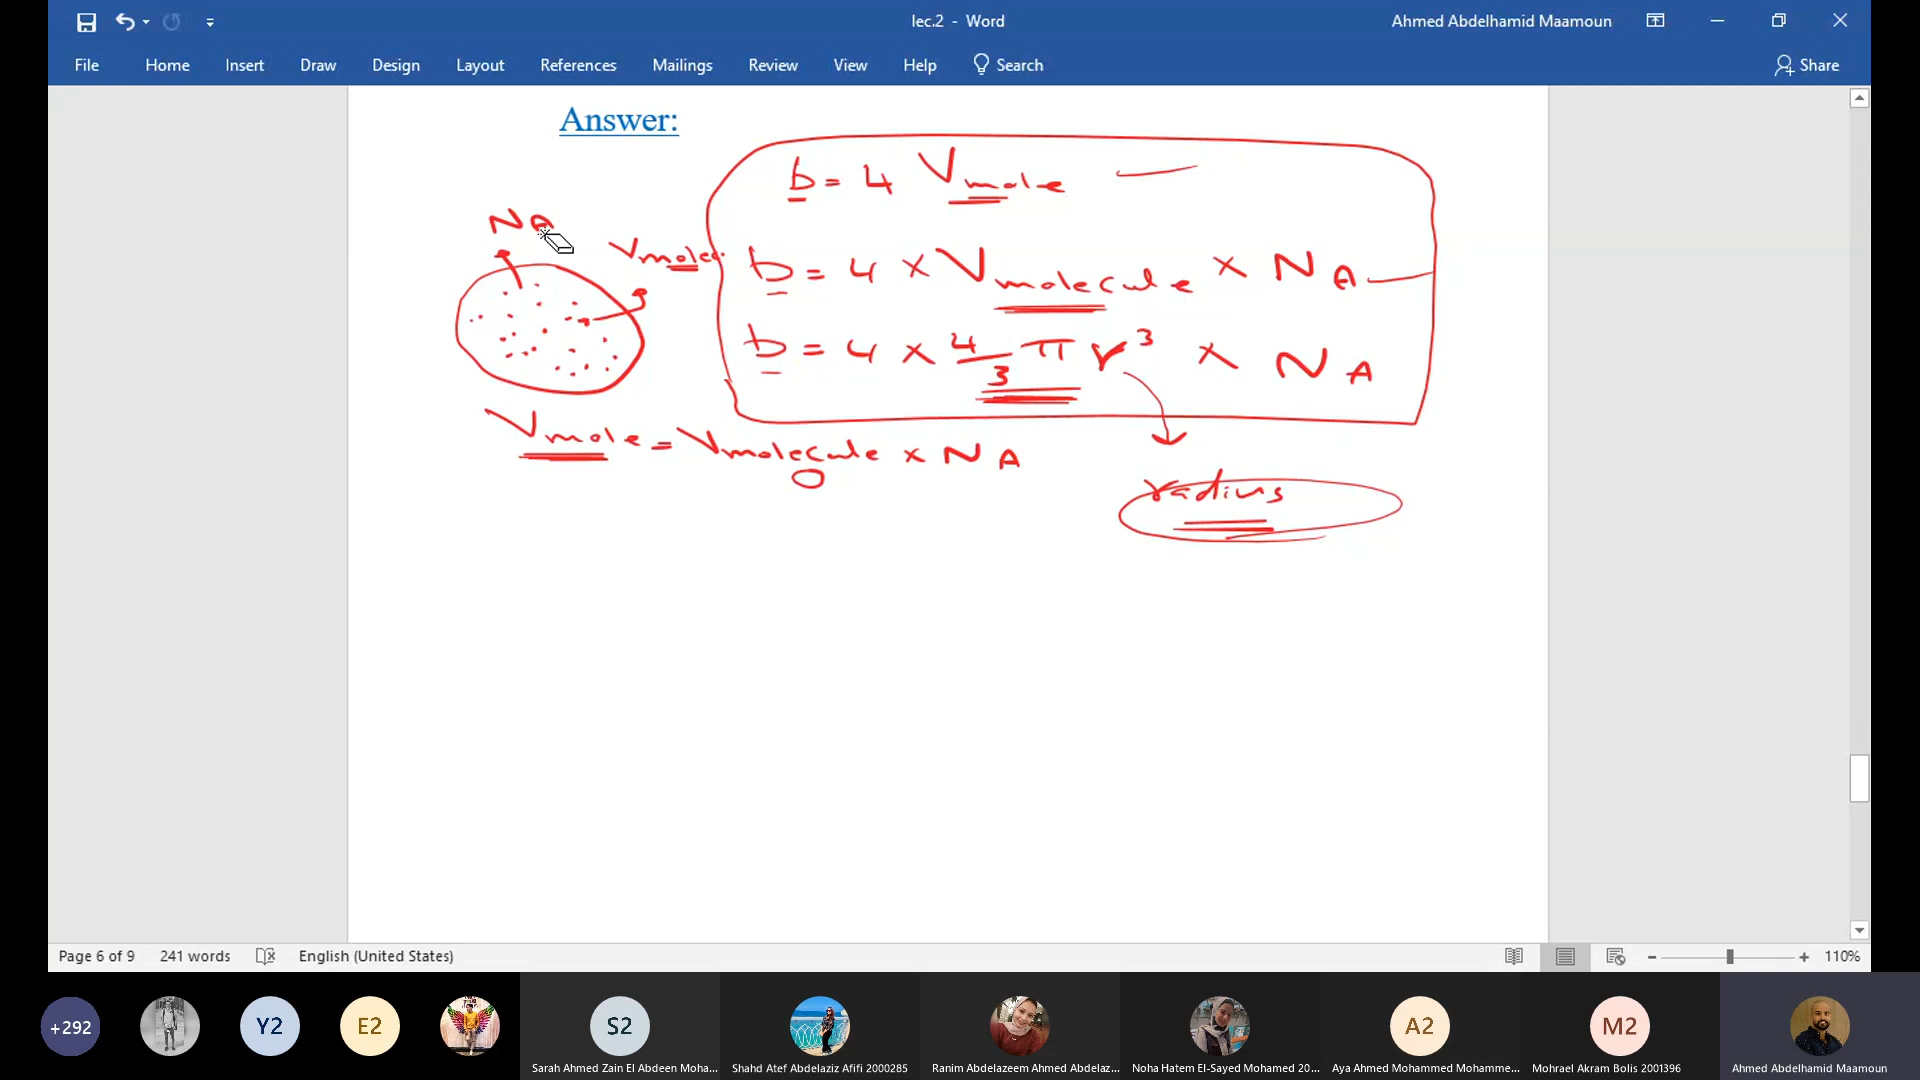 lec.2 - Word
Ahmed Abdelhamid Maamoun
File Home Insert Draw Design Layout References Mailings Review View Help Search Share
Answer:
b = 4 Vmole
NA
Vmolec.
b = 4 × Vmolecule × NA
b = 4 × 4/3 π r³ × NA
Vmole = Vmolecule × NA
radius
Page 6 of 9 241 words English (United States) 110%
+292 Y2 E2 S2 A2 M2
Sarah Ahmed Zain El Abdeen Moha... Shahd Atef Abdelaziz Afifi 2000285 Ranim Abdelazeem Ahmed Abdelaz... Noha Hatem El-Sayed Mohamed 20... Aya Ahmed Mohammed Mohamme... Mohrael Akram Bolis 2001396 Ahmed Abdelhamid Maamoun